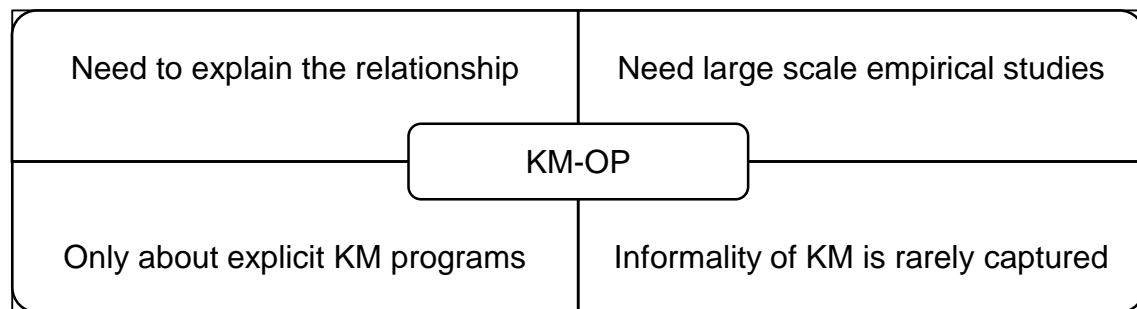 Need to explain the relationship
Need large scale empirical studies
KM-OP
Only about explicit KM programs
Informality of KM is rarely captured